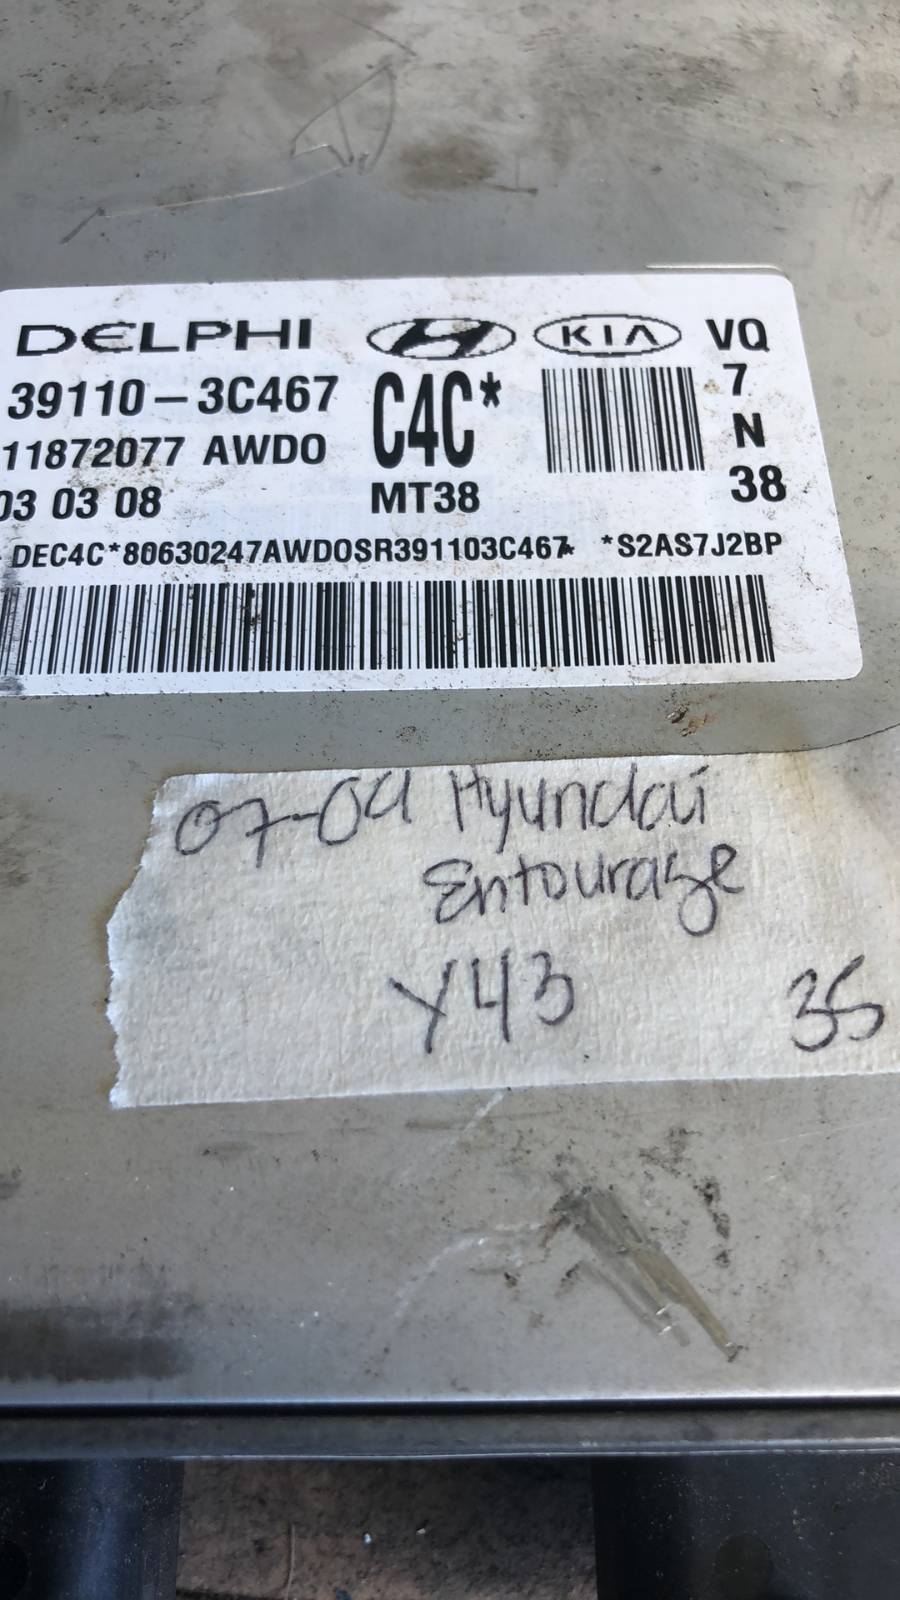 DELPHI KIA VQ
39110-3C467 C4C* 7
11872077 AWDO N
03 03 08 MT38 38
DEC4C*80630247AWDOSR391103C467* *S2AS7J2BP
07-09 Hyundai
Entourage
Y43 35